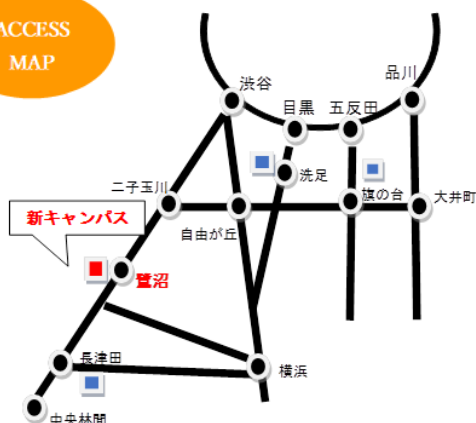 ACCESS
MAP
渋谷
品川
目黒
五反田
洗足
二子玉川
旗の台
大井町
自由が丘
新キャンパス
鷺沼
長津田
横浜
中央林間